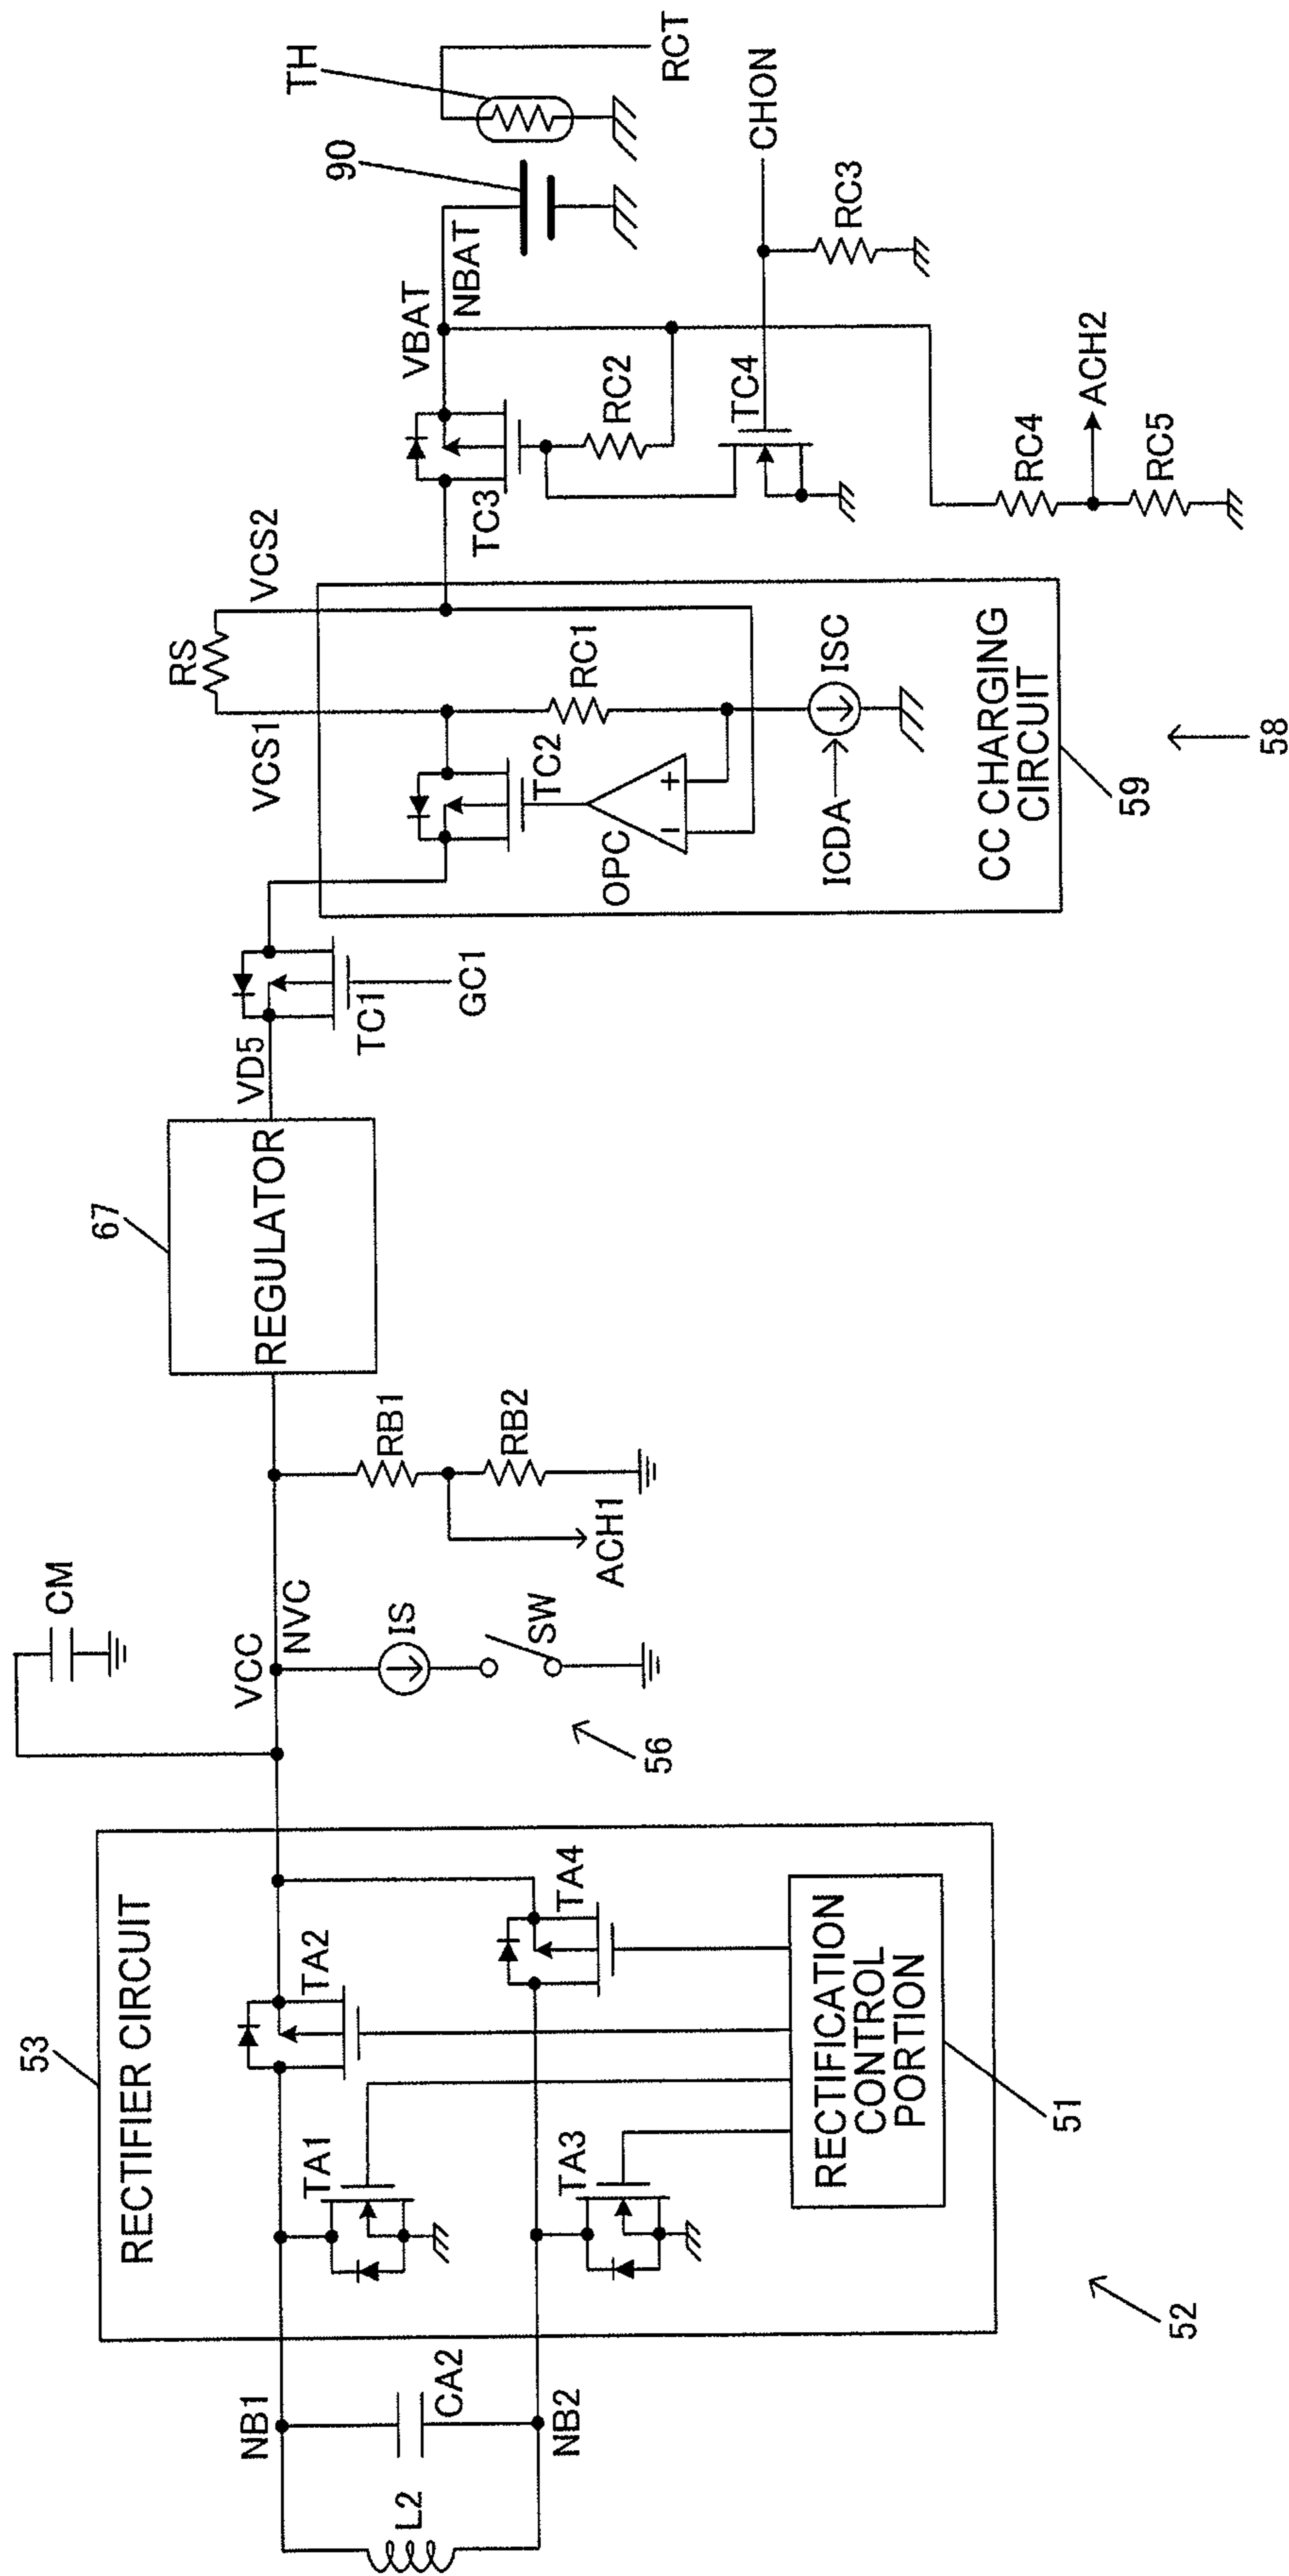 L2
NB1
CA2
NB2
53
RECTIFIER CIRCUIT
TA1
TA2
TA3
TA4
RECTIFICATION
CONTROL
PORTION
51
52
CM
VCC
NVC
IS
SW
56
RB1
RB2
ACH1
67
REGULATOR
VD5
TC1
GC1
RS
VCS1
VCS2
TC2
RC1
OPC
+
−
ICDA
ISC
CC CHARGING
CIRCUIT
59
58
TC3
VBAT
NBAT
RC2
TC4
90
TH
RCT
CHON
RC3
RC4
ACH2
RC5